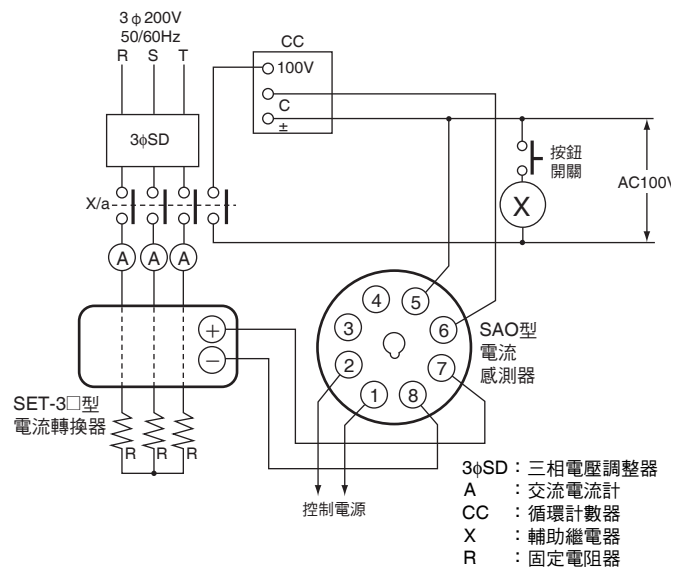 3φ200V
50/60Hz
R S T
CC
100V
C
±
3φSD
按鈕
開關
X/a
X
AC100V
A A A
4 5
3 6
2 7
1 8
+
−
SAO型
電流
感測器
SET-3□型
電流轉換器
R R R
控制電源
3φSD：三相電壓調整器
A：交流電流計
CC：循環計數器
X：輔助繼電器
R：固定電阻器